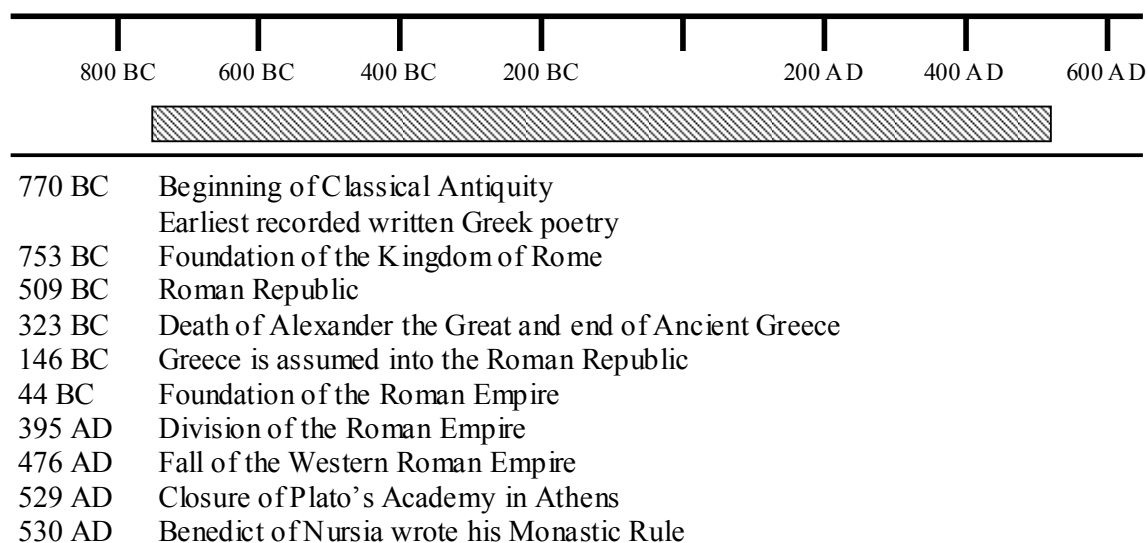 800 BC 600 BC 400 BC 200 BC 200 AD 400 AD 600 AD
770 BC Beginning of Classical Antiquity
Earliest recorded written Greek poetry
753 BC Foundation of the Kingdom of Rome
509 BC Roman Republic
323 BC Death of Alexander the Great and end of Ancient Greece
146 BC Greece is assumed into the Roman Republic
44 BC Foundation of the Roman Empire
395 AD Division of the Roman Empire
476 AD Fall of the Western Roman Empire
529 AD Closure of Plato’s Academy in Athens
530 AD Benedict of Nursia wrote his Monastic Rule